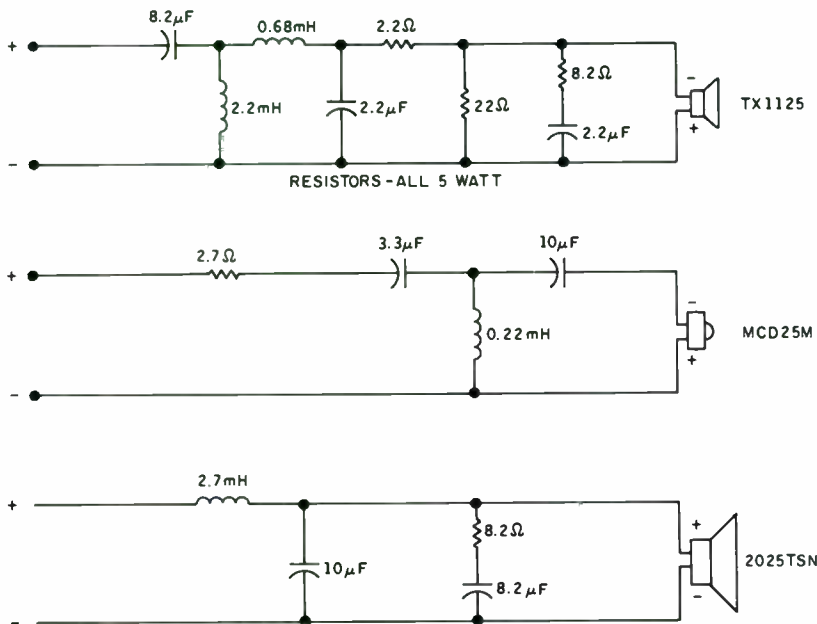 8.2µF
0.68mH
2.2Ω
+
2.2mH
2.2µF
22Ω
8.2Ω
2.2µF
-
+
TX1125
-
RESISTORS-ALL 5 WATT
+
2.7Ω
3.3µF
10µF
0.22mH
-
+
MCD25M
-
+
2.7mH
10µF
8.2Ω
8.2µF
+
-
2025TSN
-